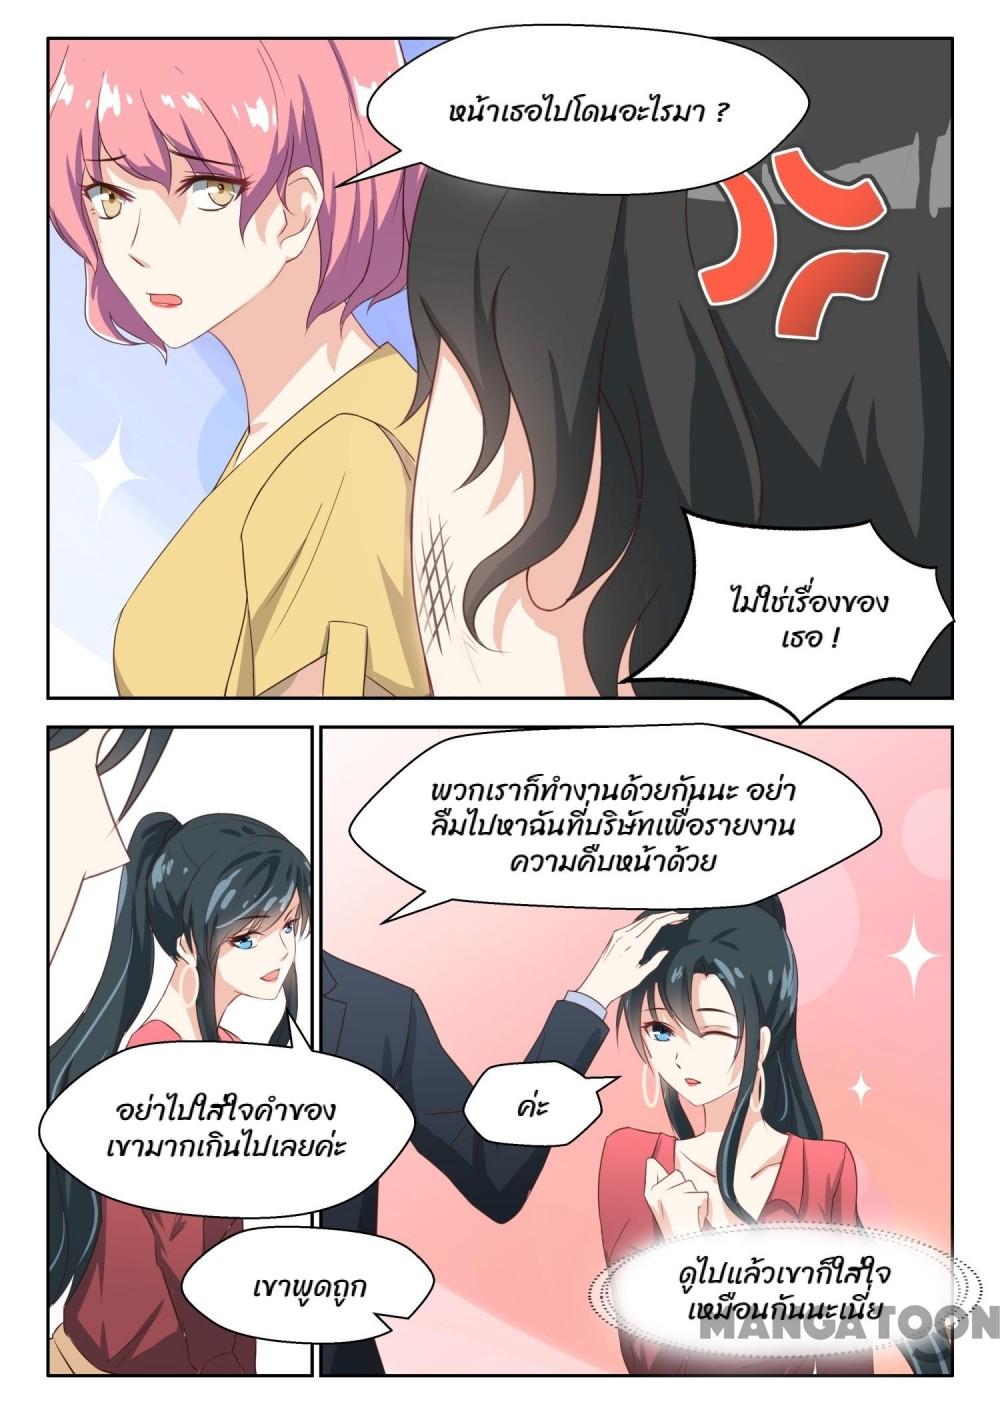 หน้าเธอไปโดนอะไรมา ?
ไม่ใช่เรื่องของ
เธอ !
พวกเราก็ทำงานด้วยกันนะ อย่า
ลืมไปหาฉันที่บริษัทเพื่อรายงาน
ความคืบหน้าด้วย
อย่าไปใส่ใจคำของ
เขามากเกินไปเลยค่ะ
ค่ะ
เขาพูดถูก
ดูไปแล้วเขาก็ใส่ใจ
เหมือนกันนะเนี่ย
MANGATOON